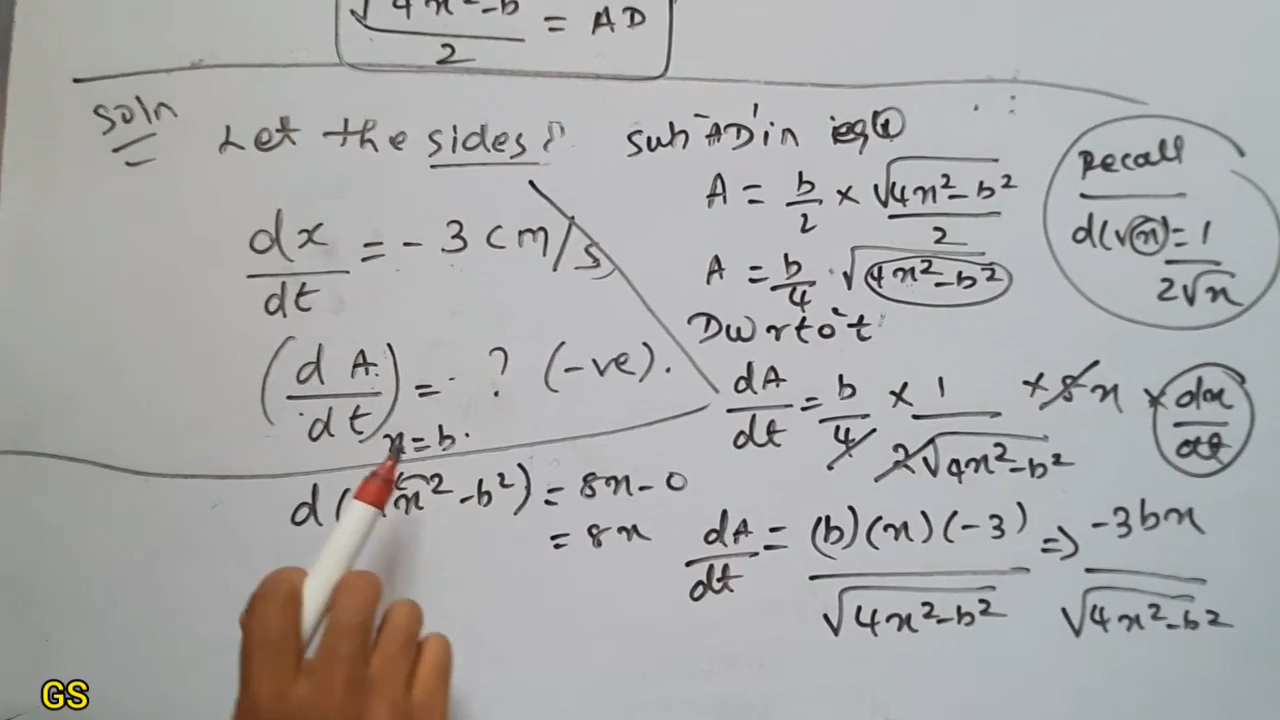 √4x²-b / 2 = AD
Soln
Let the sides
dx/dt = -3 cm/s
(dA/dt) x=b = ? (-ve).
sub 'AD' in eq ①
A = b/2 × √4x²-b² / 2
A = b/4 · √4x²-b²
D w r to 't'
dA/dt = b/4 × 1 / 2√4x²-b² × 8x × dx/dt
d( x²-b²) = 8x-0
= 8x
dA/dt = (b)(x)(-3) / √4x²-b² => -3bx / √4x²-b²
Recall
d(√x) = 1 / 2√x
GS